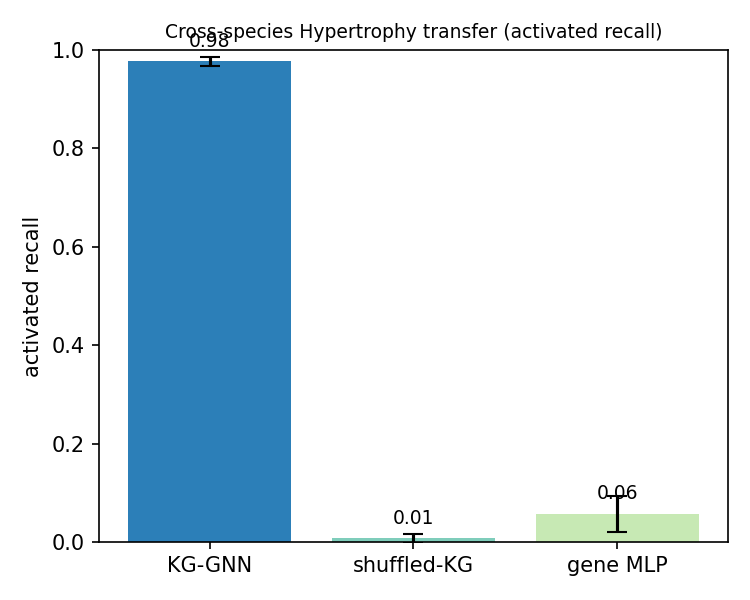 Cross-species Hypertrophy transfer (activated recall)
0.98
1.0
0.8
0.6
0.4
0.2
0.0
activated recall
0.01
0.06
KG-GNN
shuffled-KG
gene MLP